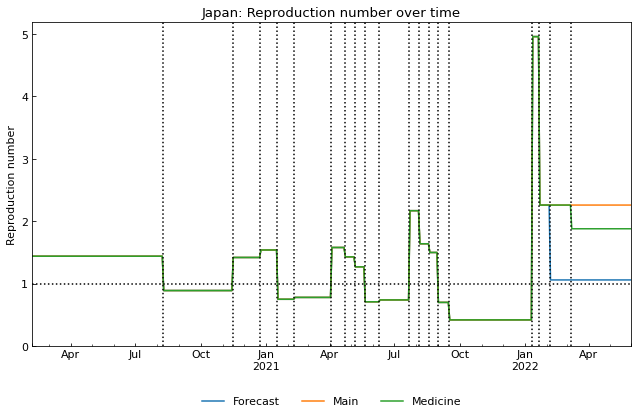 Japan: Reproduction number over time
Reproduction number
5
4
3
2
1
0
Apr Jul Oct Jan Apr Jul Oct Jan Apr
2021 2022
Forecast Main Medicine